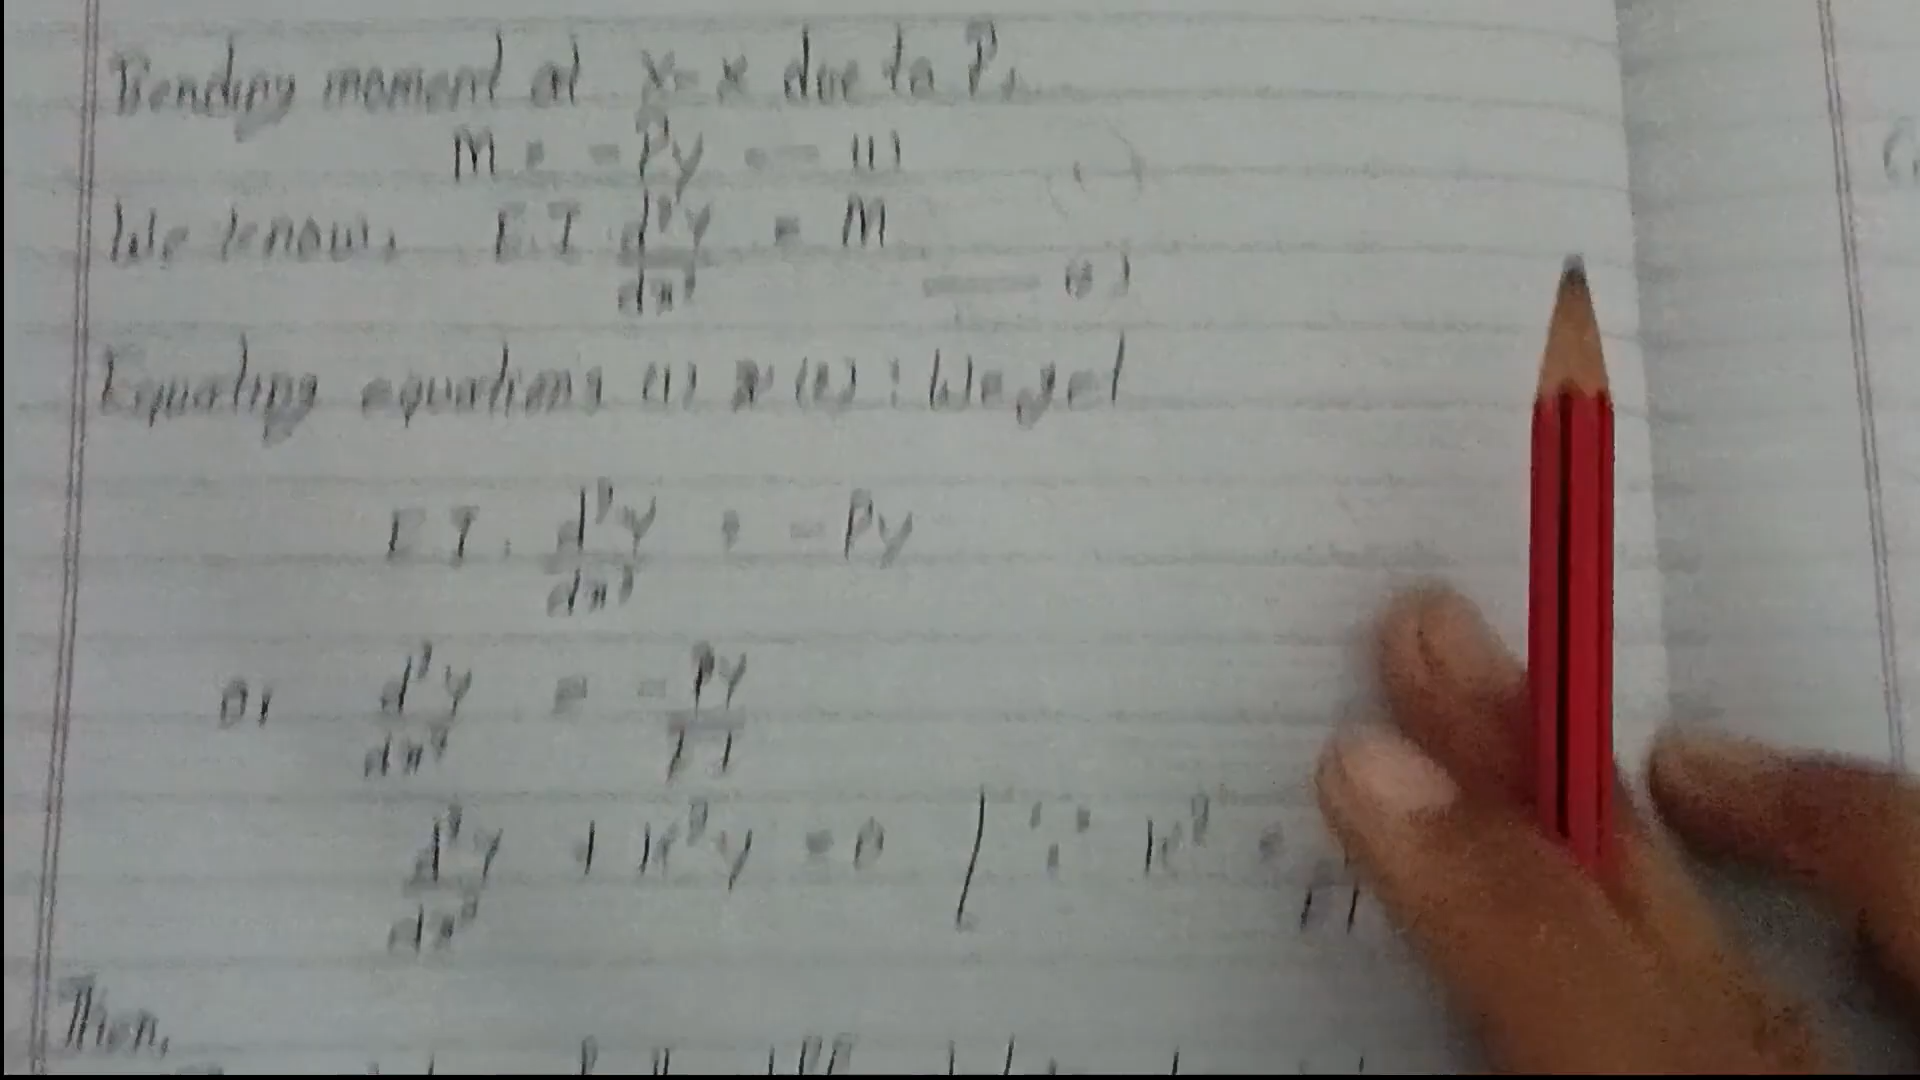 Bending moment at x-x due to P,
M = -Py -- (1)
We know, E.I d²y/dx² = M —— (2)
Equating equations (1) & (2) : We get
E.I. d²y/dx² = -Py
or d²y/dx² = -Py/EI
d²y/dx² + K²y = 0 / ∵ K² =
Then,